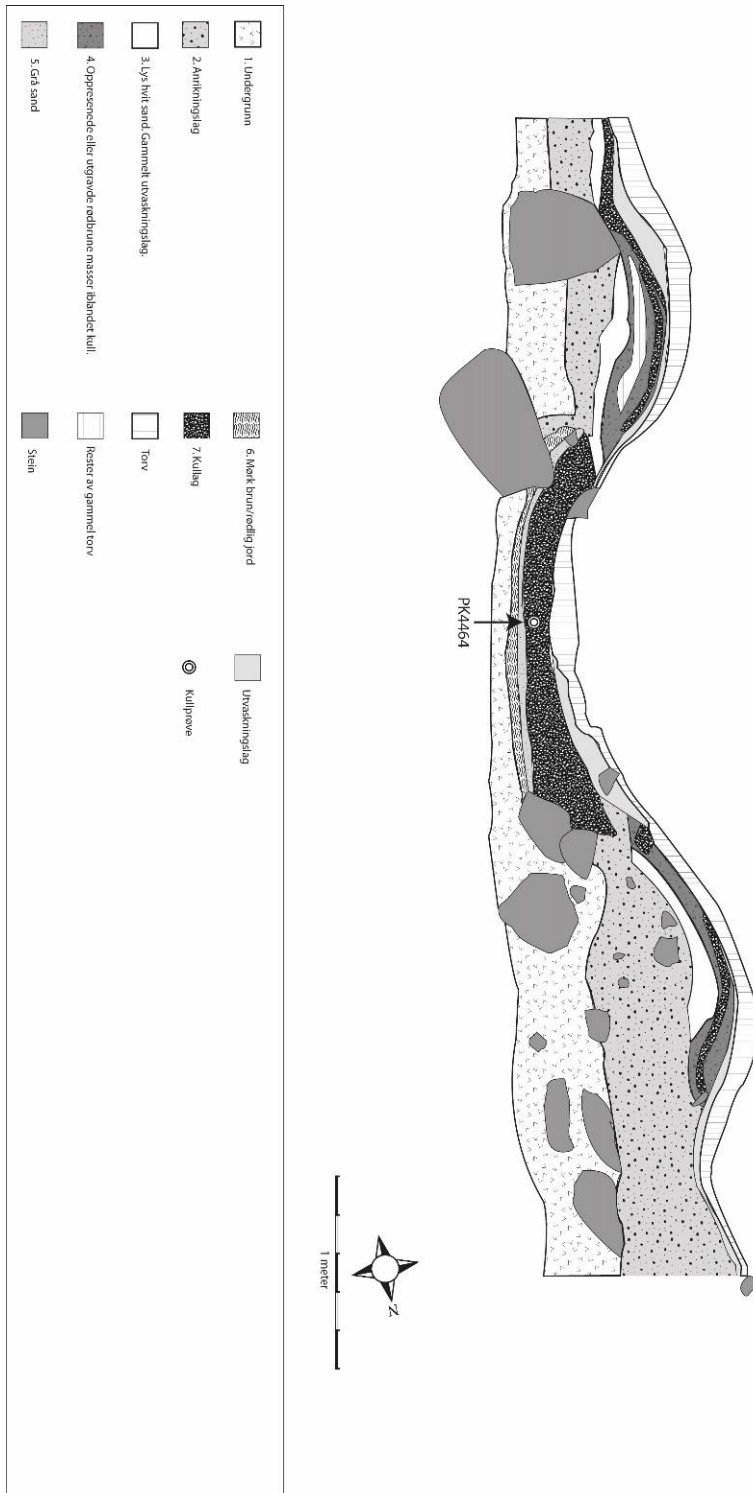 PK4464
N
1 meter
1. Undergrunn
2. Anrikningslag
3. Lys hvit sand. Gammelt utvaskningslag.
4. Oppresenede eller utgravde rødbrune masser iblandet kull.
5. Grå sand
6. Mørk brun/rødlig jord
7. Kullag
Torv
Rester av gammel torv
Stein
Utvaskningslag
Kullprøve